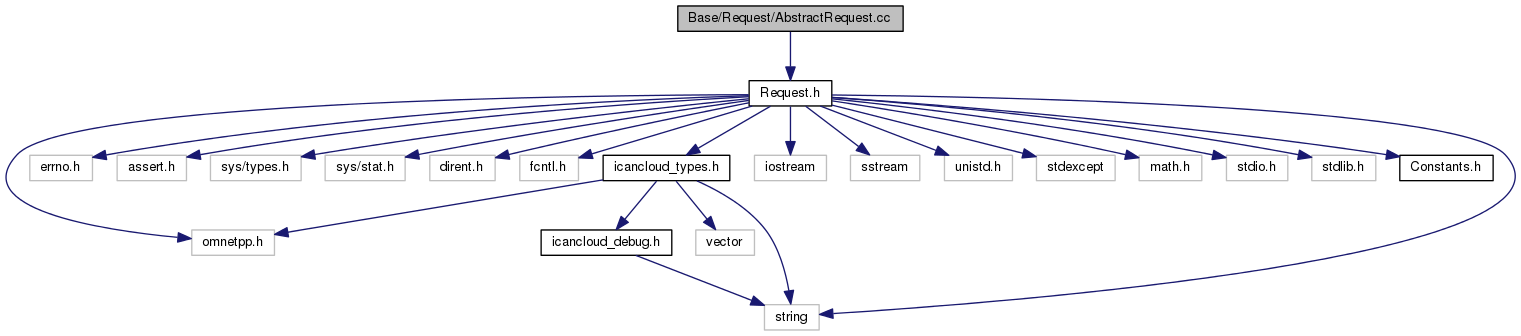 Base/Request/AbstractRequest.cc
Request.h
errno.h
assert.h
sys/types.h
sys/stat.h
dirent.h
fcntl.h
icancloud_types.h
iostream
sstream
unistd.h
stdexcept
math.h
stdio.h
stdlib.h
Constants.h
omnetpp.h
icancloud_debug.h
vector
string